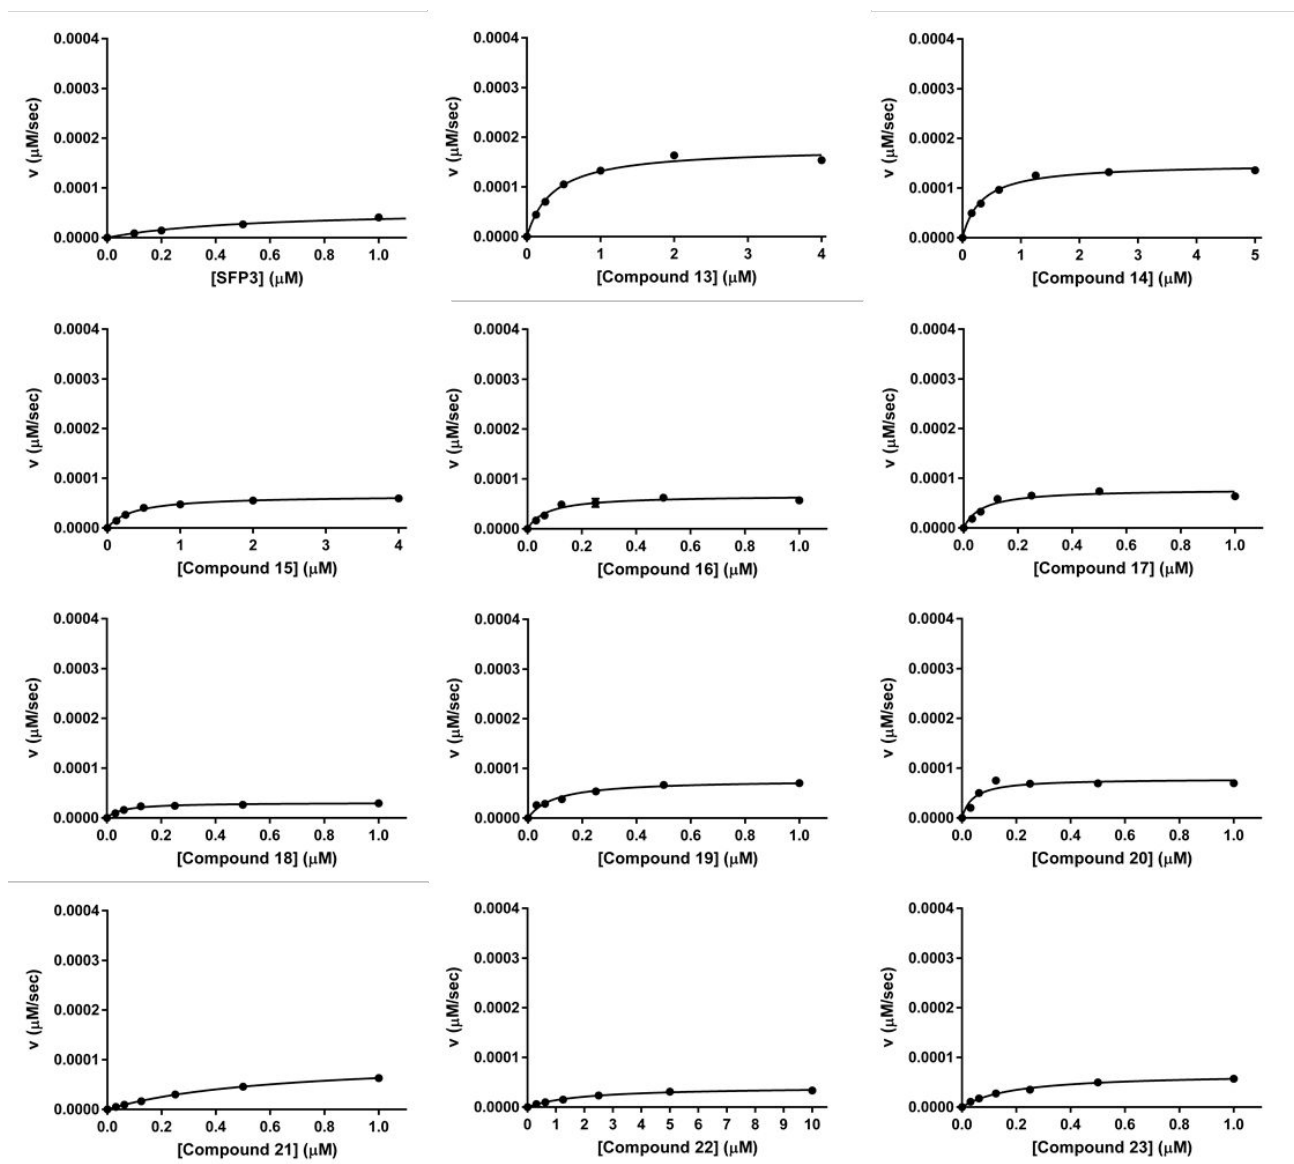 0.0004
0.0003
0.0002
0.0001
0.0000
v (μM/sec)
0.0 0.2 0.4 0.6 0.8 1.0
[SFP3] (μM)
0.0004
0.0003
0.0002
0.0001
0.0000
v (μM/sec)
0 1 2 3 4
[Compound 13] (μM)
0.0004
0.0003
0.0002
0.0001
0.0000
v (μM/sec)
0 1 2 3 4 5
[Compound 14] (μM)
0.0004
0.0003
0.0002
0.0001
0.0000
v (μM/sec)
0 1 2 3 4
[Compound 15] (μM)
0.0004
0.0003
0.0002
0.0001
0.0000
v (μM/sec)
0.0 0.2 0.4 0.6 0.8 1.0
[Compound 16] (μM)
0.0004
0.0003
0.0002
0.0001
0.0000
v (μM/sec)
0.0 0.2 0.4 0.6 0.8 1.0
[Compound 17] (μM)
0.0004
0.0003
0.0002
0.0001
0.0000
v (μM/sec)
0.0 0.2 0.4 0.6 0.8 1.0
[Compound 18] (μM)
0.0004
0.0003
0.0002
0.0001
0.0000
v (μM/sec)
0.0 0.2 0.4 0.6 0.8 1.0
[Compound 19] (μM)
0.0004
0.0003
0.0002
0.0001
0.0000
v (μM/sec)
0.0 0.2 0.4 0.6 0.8 1.0
[Compound 20] (μM)
0.0004
0.0003
0.0002
0.0001
0.0000
v (μM/sec)
0.0 0.2 0.4 0.6 0.8 1.0
[Compound 21] (μM)
0.0004
0.0003
0.0002
0.0001
0.0000
v (μM/sec)
0 1 2 3 4 5 6 7 8 9 10
[Compound 22] (μM)
0.0004
0.0003
0.0002
0.0001
0.0000
v (μM/sec)
0.0 0.2 0.4 0.6 0.8 1.0
[Compound 23] (μM)